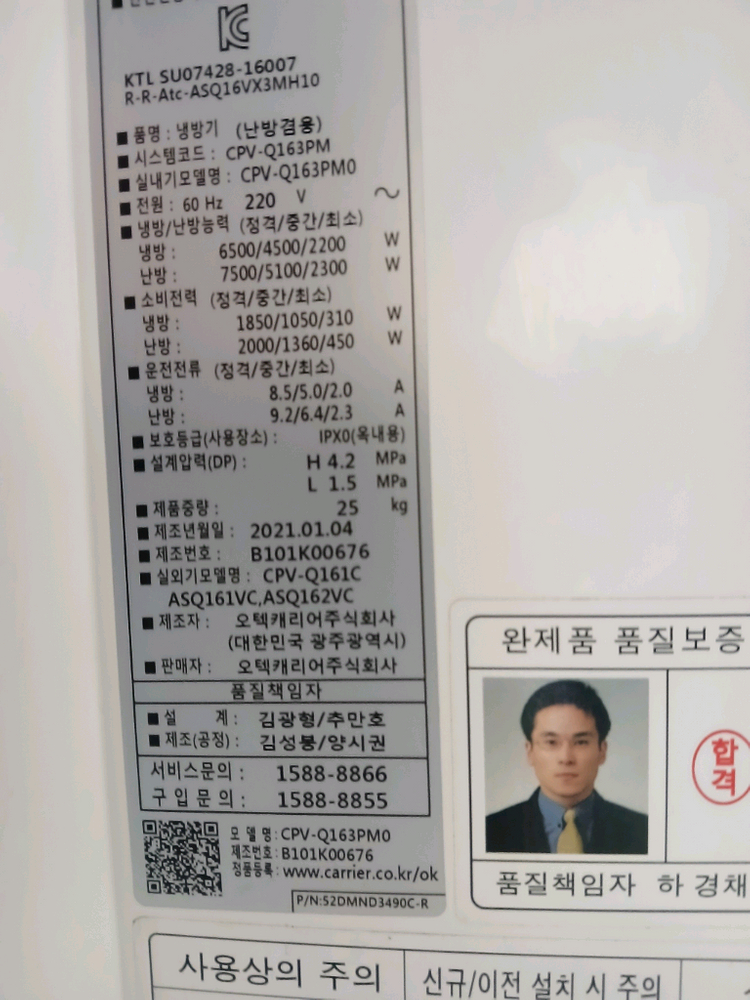 KTL SU07428-16007
R-R-Atc-ASQ16VX3MH10
■ 품명 : 냉방기 (난방겸용)
■ 시스템코드 : CPV-Q163PM
■ 실내기모델명 : CPV-Q163PM0
■ 전원 : 60 Hz 220 V ~
■ 냉방/난방능력 (정격/중간/최소)
냉방 : 6500/4500/2200 W
난방 : 7500/5100/2300 W
■ 소비전력 (정격/중간/최소)
냉방 : 1850/1050/310 W
난방 : 2000/1360/450 W
■ 운전전류 (정격/중간/최소)
냉방 : 8.5/5.0/2.0 A
난방 : 9.2/6.4/2.3 A
■ 보호등급(사용장소) : IPX0(옥내용)
■ 설계압력(DP) : H 4.2 MPa
L 1.5 MPa
■ 제품중량 : 25 kg
■ 제조년월일 : 2021.01.04
■ 제조번호 : B101K00676
■ 실외기모델명 : CPV-Q161C
ASQ161VC,ASQ162VC
■ 제조자 : 오텍캐리어주식회사
(대한민국 광주광역시)
■ 판매자 : 오텍캐리어주식회사
품질책임자
■ 설 계 : 김광형/추만호
■ 제조(공정) : 김성봉/양시권
서비스문의 : 1588-8866
구입문의 : 1588-8855
모 델 명 : CPV-Q163PM0
제조번호 : B101K00676
정품등록 : www.carrier.co.kr/ok
P/N:52DMND3490C-R
완제품 품질보증
합격
품질책임자 하 경채
사용상의 주의
신규/이전 설치 시 주의